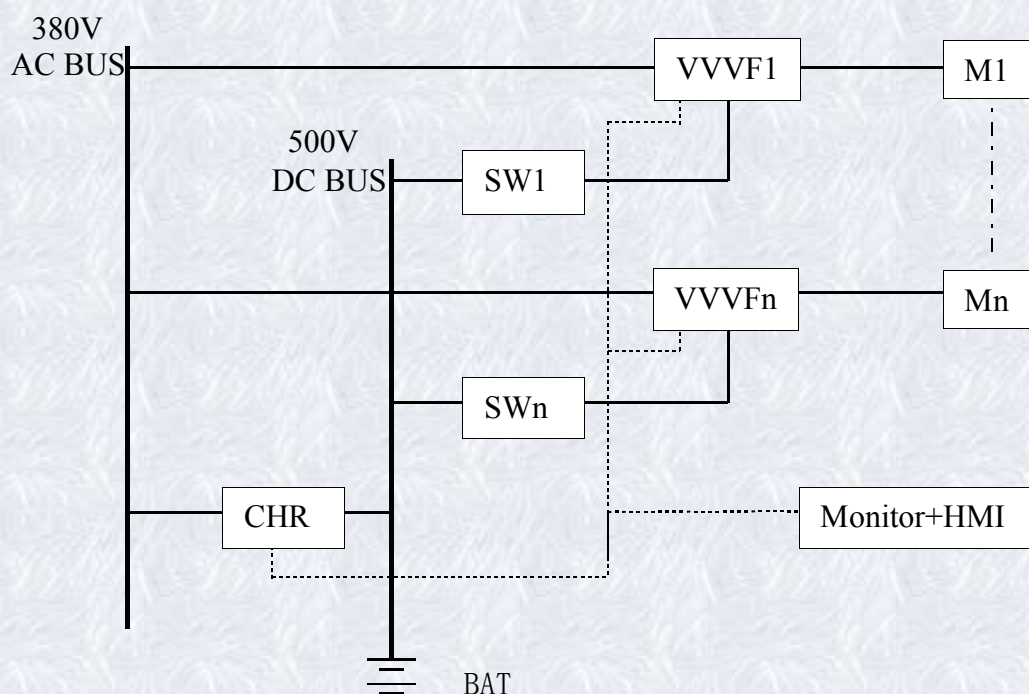 380V
AC BUS
VVVF1
M1
500V
DC BUS
SW1
VVVFn
Mn
SWn
CHR
Monitor+HMI
BAT